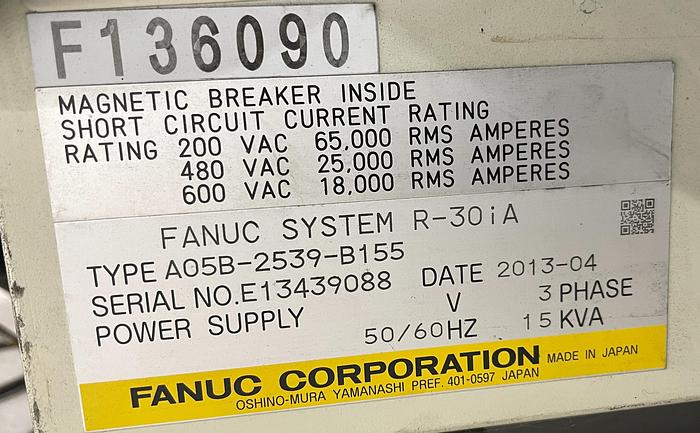 F136090
MAGNETIC BREAKER INSIDE
SHORT CIRCUIT CURRENT RATING
RATING 200 VAC 65,000 RMS AMPERES
480 VAC 25,000 RMS AMPERES
600 VAC 18,000 RMS AMPERES
FANUC SYSTEM R-30iA
TYPE A05B-2539-B155
SERIAL NO.E13439088 DATE 2013-04
POWER SUPPLY V 3 PHASE
50/60HZ 15 KVA
FANUC CORPORATION MADE IN JAPAN
OSHINO-MURA YAMANASHI PREF. 401-0597 JAPAN